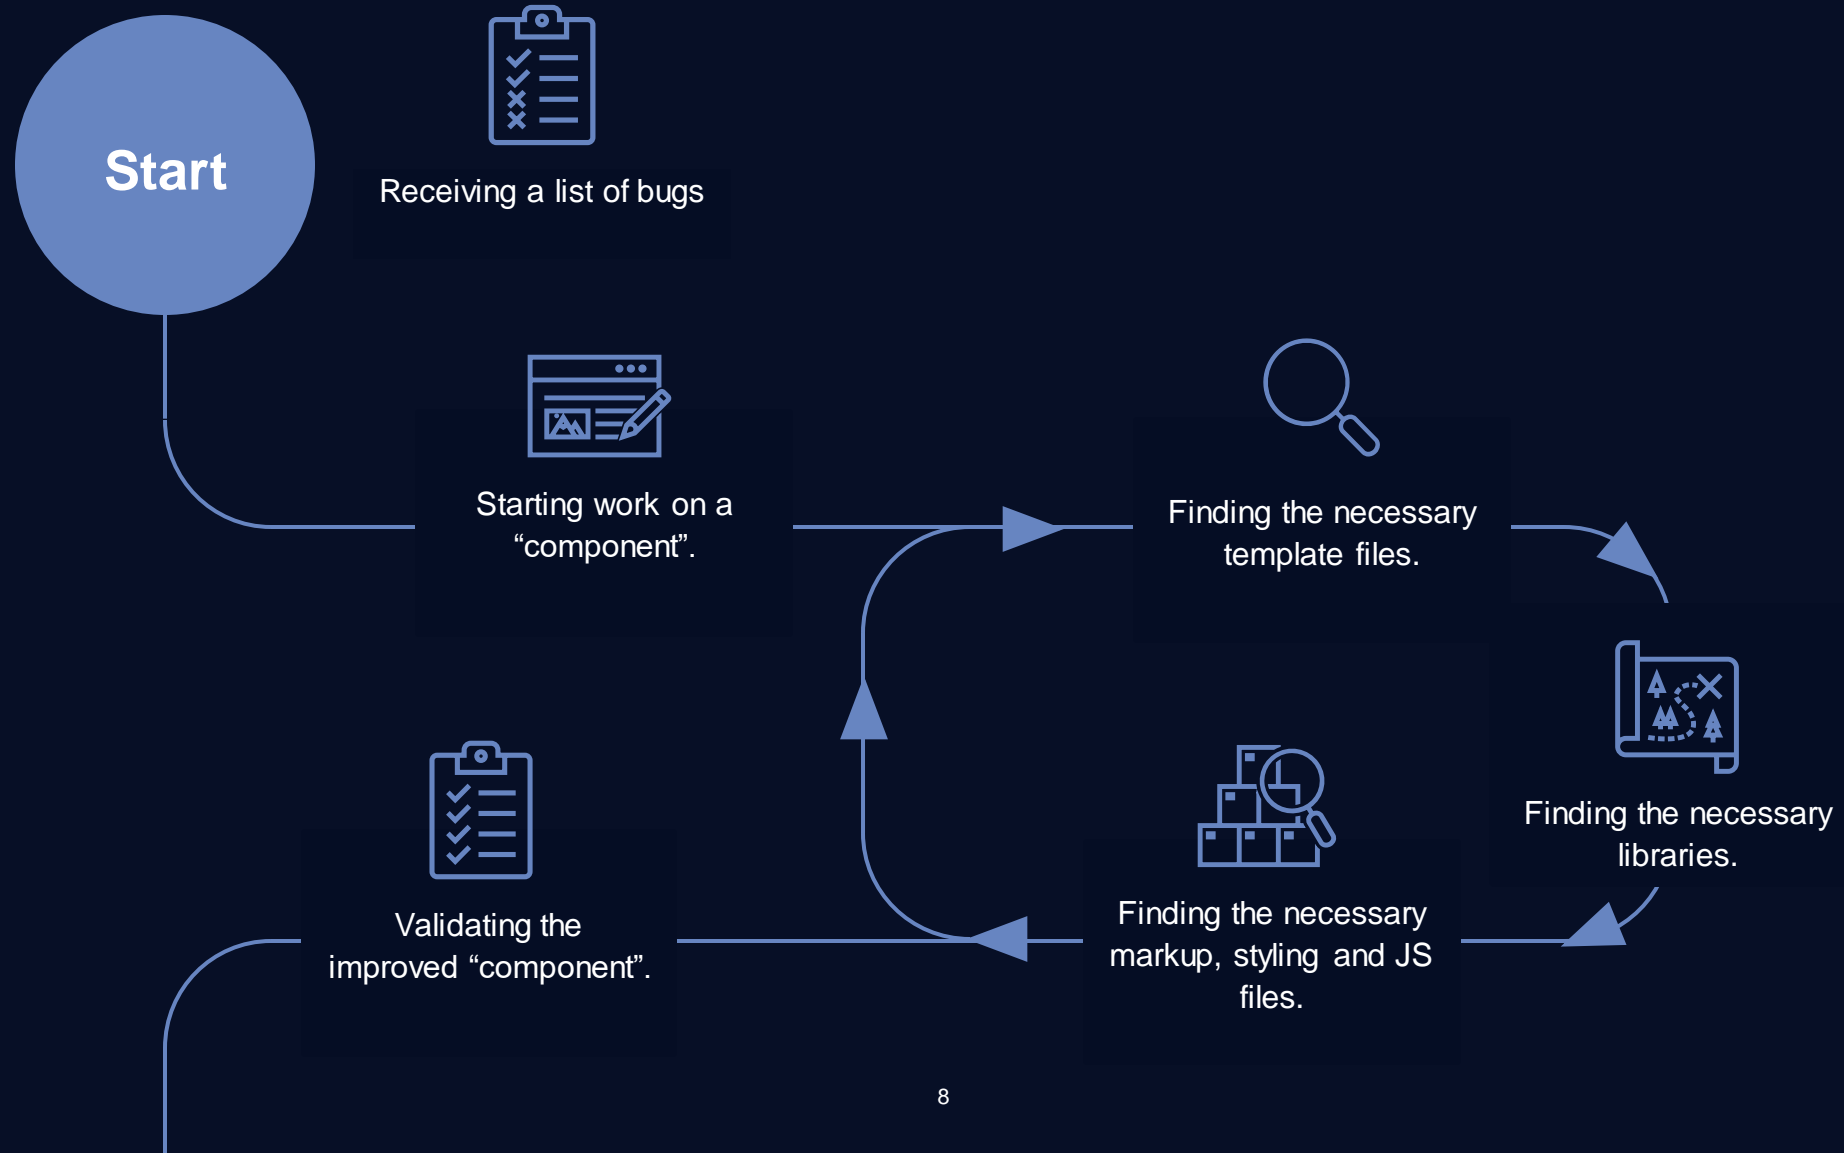 Start
Receiving a list of bugs
Starting work on a
“component”.
Finding the necessary
template files.
Finding the necessary
libraries.
Finding the necessary
markup, styling and JS
files.
Validating the
improved “component”.
8